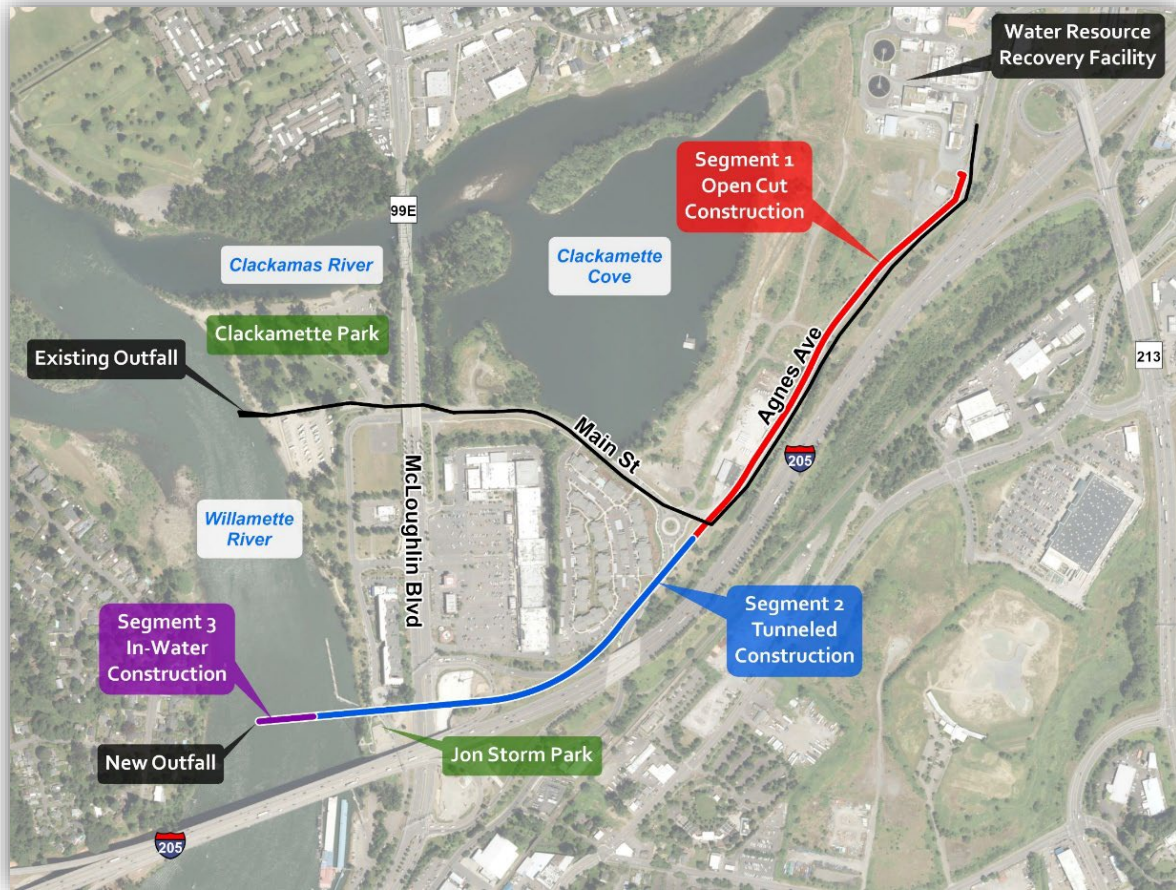 Water Resource
Recovery Facility
Segment 1
Open Cut
Construction
99E
Clackamas River
Clackamette
Cove
Clackamette Park
Existing Outfall
213
Agnes Ave
Main St
205
McLoughlin Blvd
Willamette
River
Segment 2
Tunneled
Construction
Segment 3
In-Water
Construction
New Outfall
Jon Storm Park
205